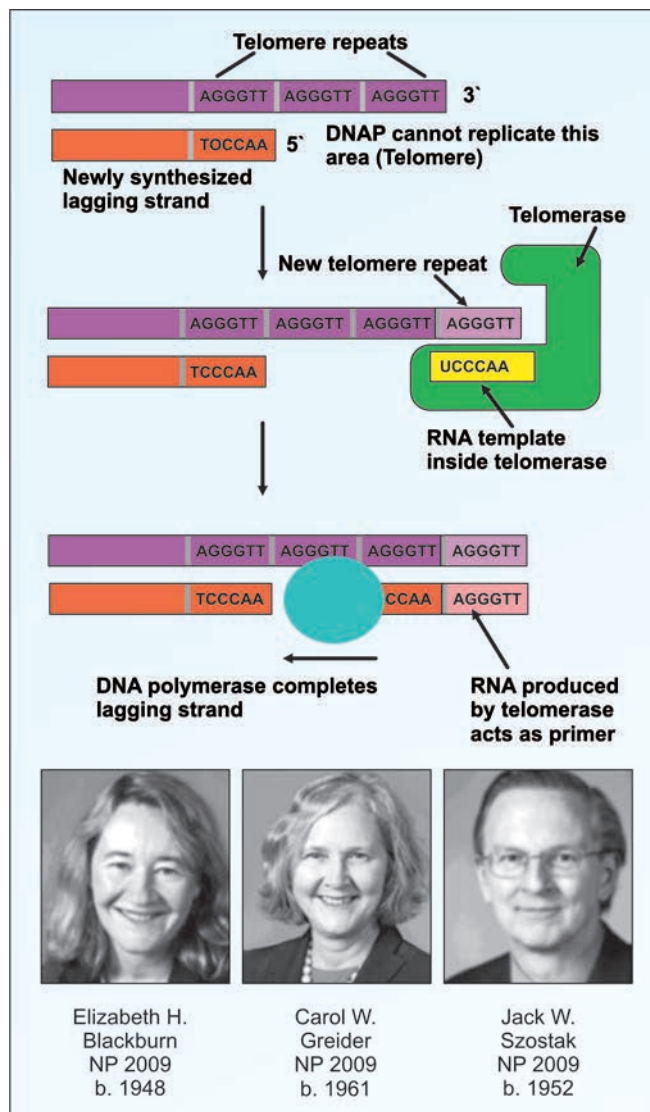 Telomere repeats
AGGGTT AGGGTT AGGGTT 3`
TOCCAA 5` DNAP cannot replicate this
area (Telomere)
Newly synthesized
lagging strand
Telomerase
New telomere repeat
AGGGTT AGGGTT AGGGTT AGGGTT
TCCCAA
UCCCAA
RNA template
inside telomerase
AGGGTT AGGGTT AGGGTT AGGGTT
TCCCAA CCAA AGGGTT
DNA polymerase completes
lagging strand
RNA produced
by telomerase
acts as primer
Elizabeth H.
Blackburn
NP 2009
b. 1948
Carol W.
Greider
NP 2009
b. 1961
Jack W.
Szostak
NP 2009
b. 1952